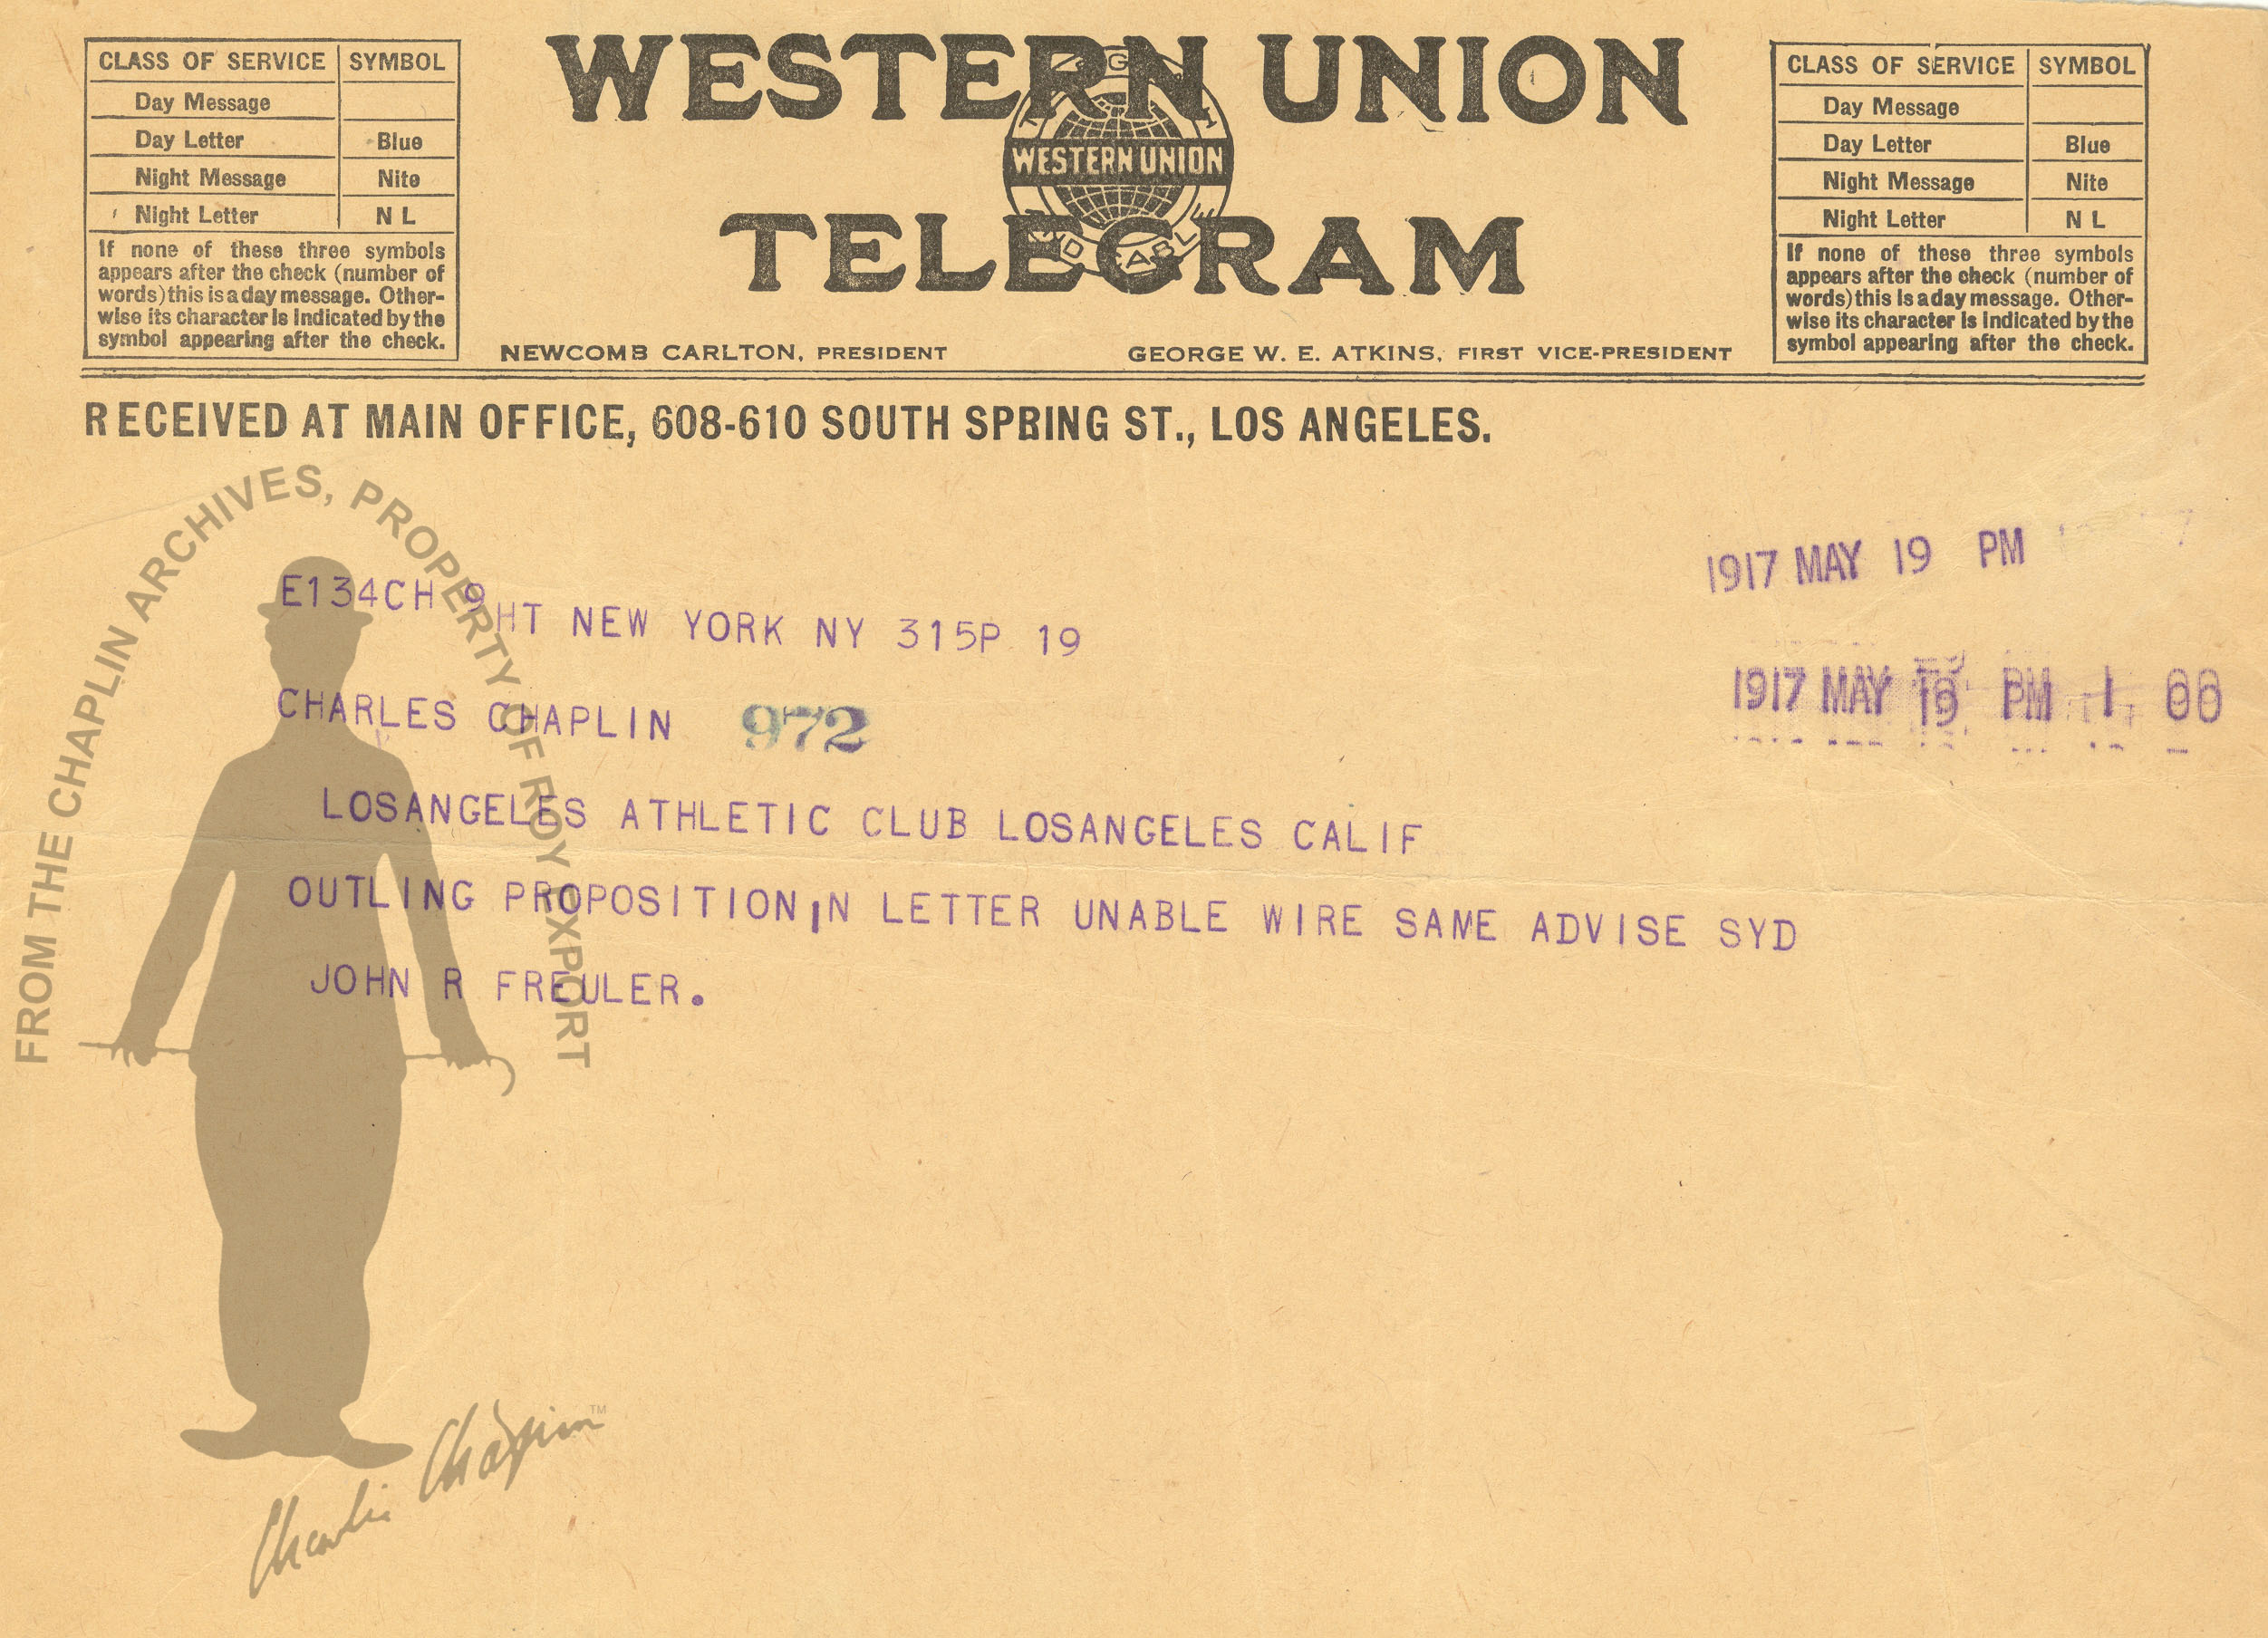 CLASS OF SERVICE SYMBOL
Day Message
Day Letter Blue
Night Message Nite
Night Letter N L
If none of these three symbols
appears after the check (number of
words) this is a day message. Other-
wise its character is indicated by the
symbol appearing after the check.
WESTERN UNION
WESTERN UNION
TELEGRAM
NEWCOMB CARLTON, PRESIDENT
GEORGE W. E. ATKINS, FIRST VICE-PRESIDENT
CLASS OF SERVICE SYMBOL
Day Message
Day Letter Blue
Night Message Nite
Night Letter N L
If none of these three symbols
appears after the check (number of
words) this is a day message. Other-
wise its character is indicated by the
symbol appearing after the check.
RECEIVED AT MAIN OFFICE, 608-610 SOUTH SPRING ST., LOS ANGELES.
FROM THE CHAPLIN ARCHIVES, PROPERTY OF ROY EXPORT
1917 MAY 19 PM
E134CH 9 HT NEW YORK NY 315P 19
1917 MAY 19 PM 1 00
CHARLES CHAPLIN 972
LOSANGELES ATHLETIC CLUB LOSANGELES CALIF
OUTLING PROPOSITION IN LETTER UNABLE WIRE SAME ADVISE SYD
JOHN R FREULER.
Charlie Chaplin TM